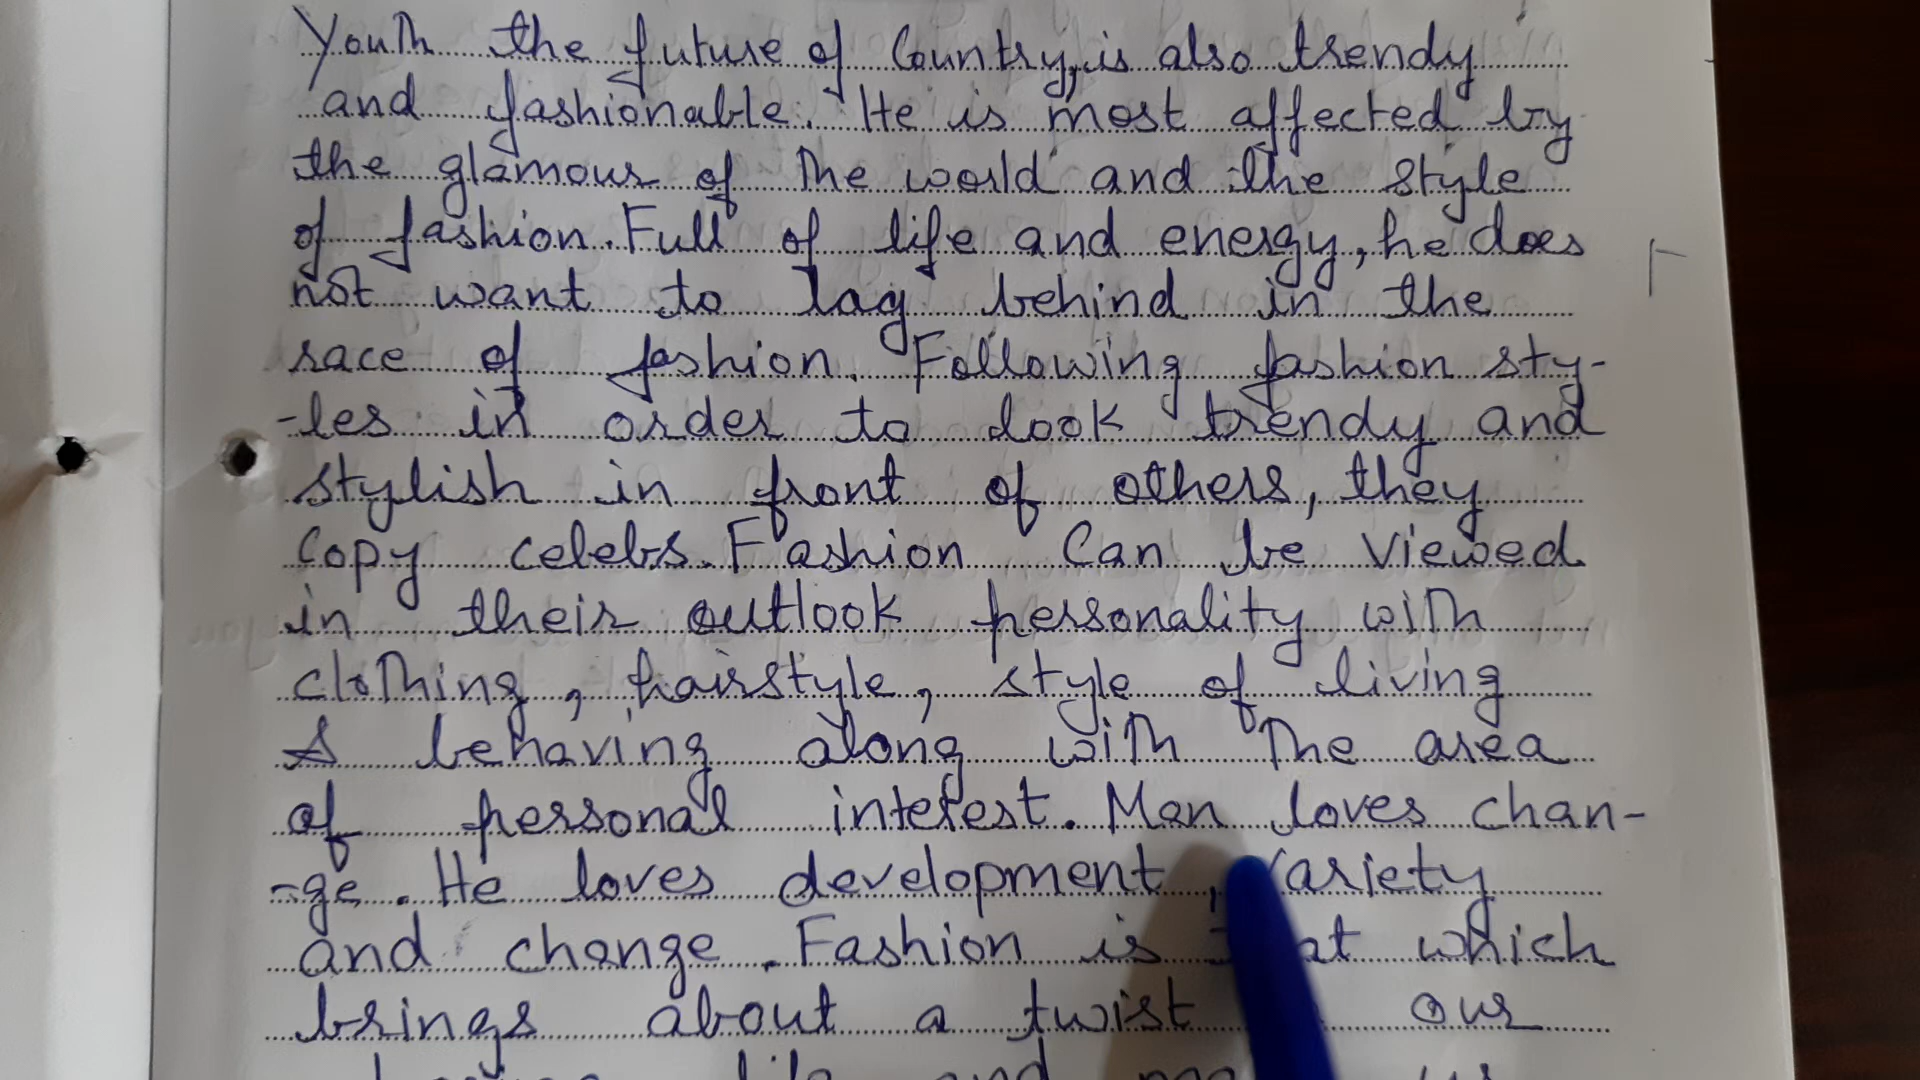 Youth the future of Country, is also trendy
and fashionable. He is most affected by
the glamour of the world and the style
of fashion. Full of life and energy, he does
not want to lag behind in the
race of fashion. Following fashion sty-
-les in order to look trendy and
stylish in front of others, they
Copy celebs. Fashion Can be Viewed
in their outlook personality with
clothing, hairstyle, style of living
& behaving along with the area
of personal interest. Man loves chan-
-ge. He loves development, Variety
and change. Fashion is which
brings about a twist our
life and